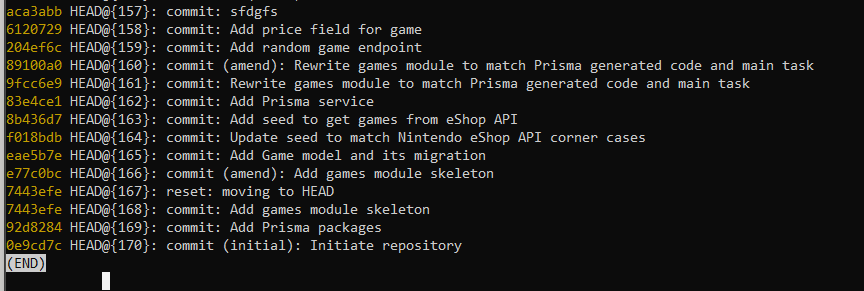 aca3abb HEAD@{157}: commit: sfdgfs
6120729 HEAD@{158}: commit: Add price field for game
204ef6c HEAD@{159}: commit: Add random game endpoint
89100a0 HEAD@{160}: commit (amend): Rewrite games module to match Prisma generated code and main task
9fcc6e9 HEAD@{161}: commit: Rewrite games module to match Prisma generated code and main task
83e4ce1 HEAD@{162}: commit: Add Prisma service
8b436d7 HEAD@{163}: commit: Add seed to get games from eShop API
f018bdb HEAD@{164}: commit: Update seed to match Nintendo eShop API corner cases
eae5b7e HEAD@{165}: commit: Add Game model and its migration
e77c0bc HEAD@{166}: commit (amend): Add games module skeleton
7443efe HEAD@{167}: reset: moving to HEAD
7443efe HEAD@{168}: commit: Add games module skeleton
92d8284 HEAD@{169}: commit: Add Prisma packages
0e9cd7c HEAD@{170}: commit (initial): Initiate repository
(END)